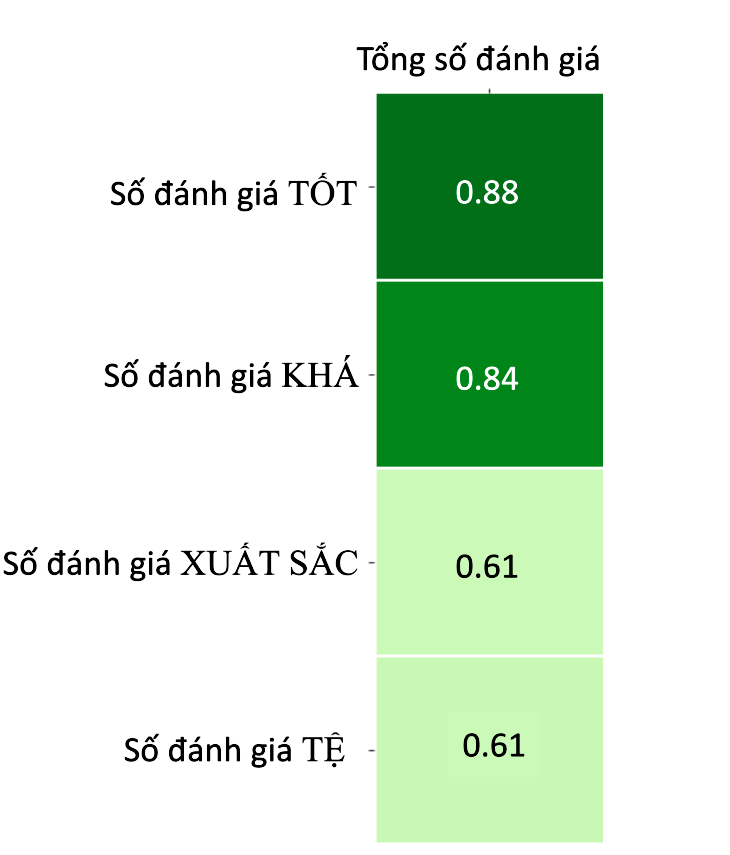 Tổng số đánh giá
Số đánh giá TỐT
0.88
Số đánh giá KHÁ
0.84
Số đánh giá XUẤT SẮC
0.61
Số đánh giá TỆ
0.61